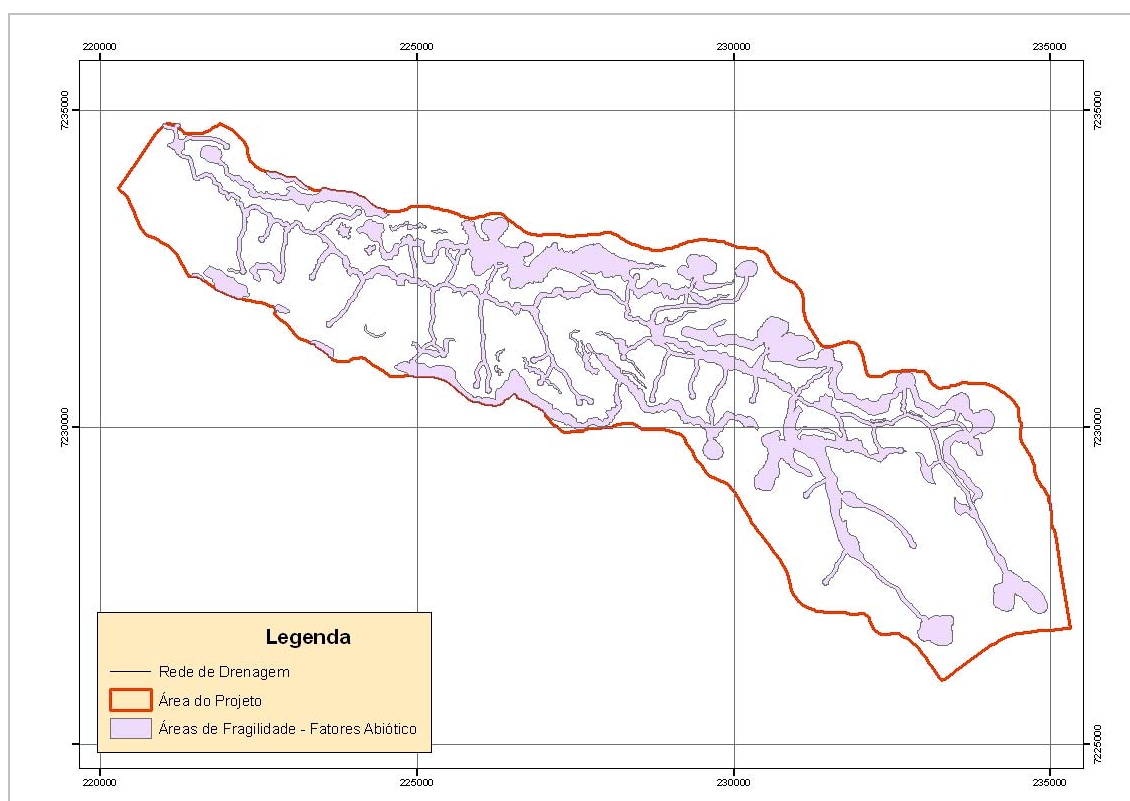 220000 225000 230000 235000
7235000 7235000
7230000 7230000
7225000
Legenda
Rede de Drenagem
Área do Projeto
Áreas de Fragilidade - Fatores Abiótico
220000 225000 230000 235000